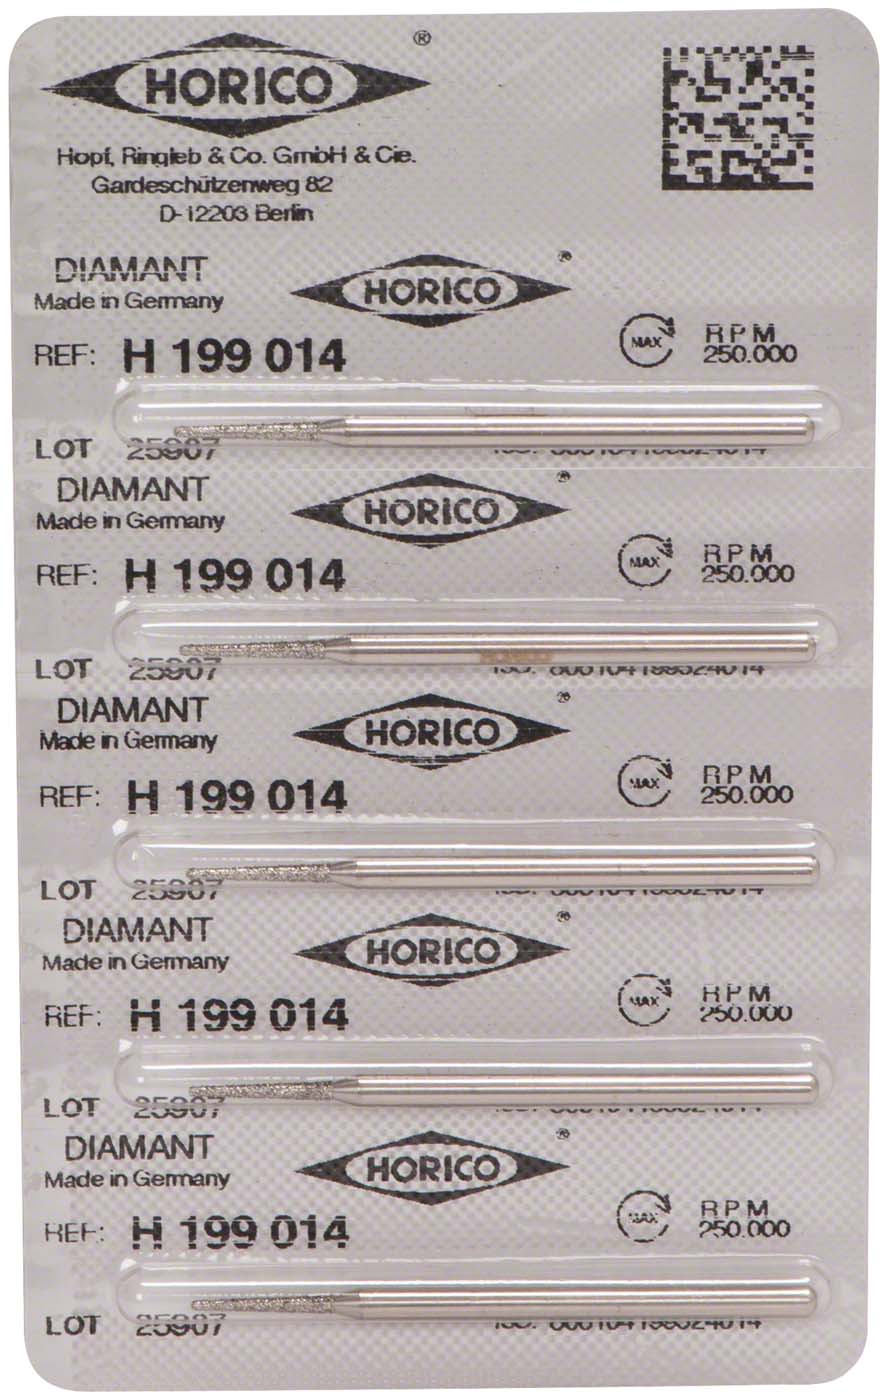 HORICO ®
Hopf, Ringleb & Co. GmbH & Cie.
Gardeschützenweg 82
D-12203 Berlin
DIAMANT
Made in Germany
HORICO ®
REF: H 199 014
MAX
RPM
250.000
LOT 25907
DIAMANT
Made in Germany
HORICO ®
REF: H 199 014
MAX
RPM
250.000
HORICO
LOT 25907
DIAMANT
Made in Germany
HORICO ®
REF: H 199 014
MAX
RPM
250.000
LOT 25907
DIAMANT
Made in Germany
HORICO ®
REF: H 199 014
MAX
RPM
250.000
LOT 25907
DIAMANT
Made in Germany
HORICO ®
REF: H 199 014
MAX
RPM
250.000
LOT 25907